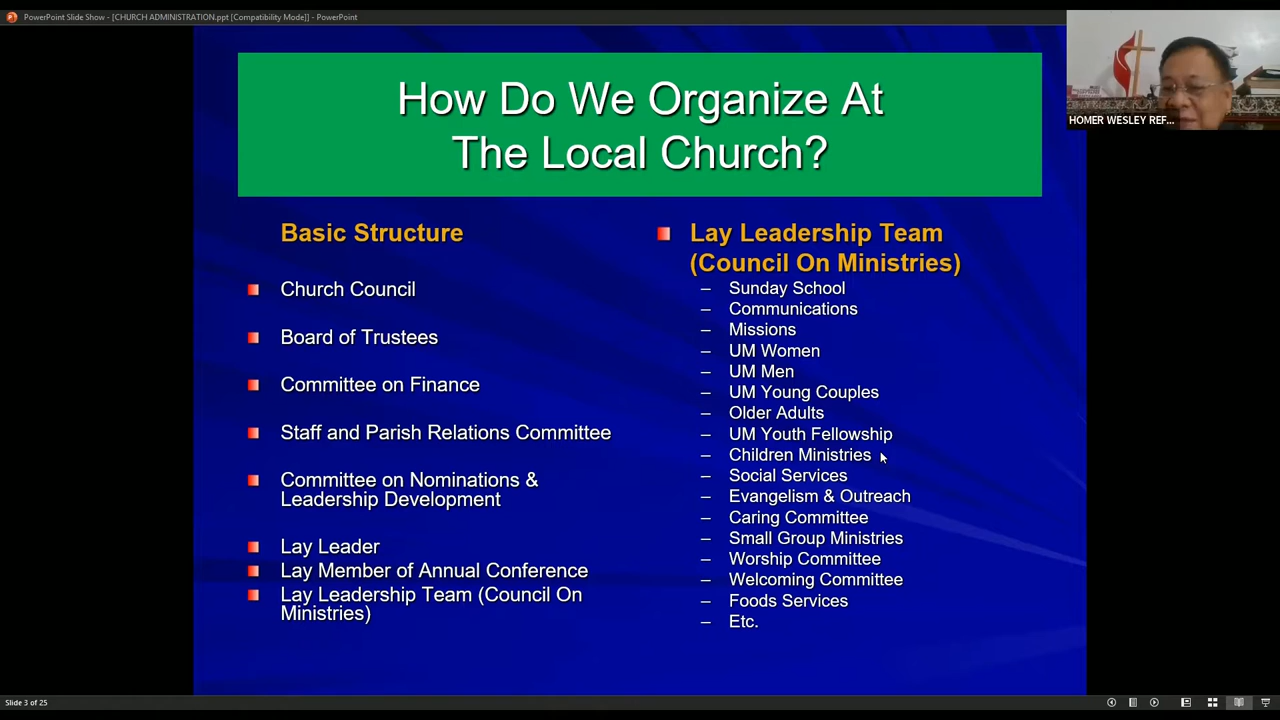 PowerPoint Slide Show - [CHURCH ADMINISTRATION.ppt [Compatibility Mode]] - PowerPoint
HOMER WESLEY REF...
How Do We Organize At
The Local Church?
Basic Structure
Church Council
Board of Trustees
Committee on Finance
Staff and Parish Relations Committee
Committee on Nominations &
Leadership Development
Lay Leader
Lay Member of Annual Conference
Lay Leadership Team (Council On
Ministries)
Lay Leadership Team
(Council On Ministries)
– Sunday School
– Communications
– Missions
– UM Women
– UM Men
– UM Young Couples
– Older Adults
– UM Youth Fellowship
– Children Ministries
– Social Services
– Evangelism & Outreach
– Caring Committee
– Small Group Ministries
– Worship Committee
– Welcoming Committee
– Foods Services
– Etc.
Slide 3 of 25